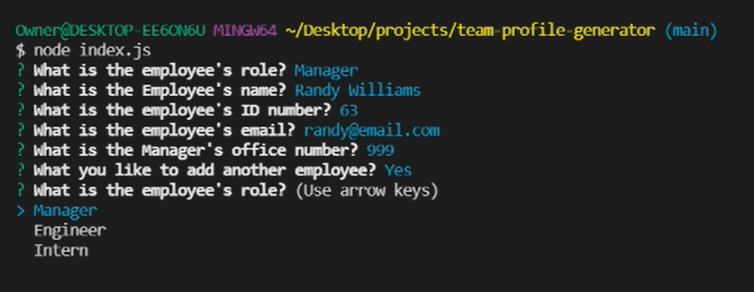 Owner@DESKTOP-EE6ON6U MINGW64 ~/Desktop/projects/team-profile-generator (main)
$ node index.js
? What is the employee's role? Manager
? What is the Employee's name? Randy Williams
? What is the employee's ID number? 63
? What is the employee's email? randy@email.com
? What is the Manager's office number? 999
? What you like to add another employee? Yes
? What is the employee's role? (Use arrow keys)
> Manager
Engineer
Intern